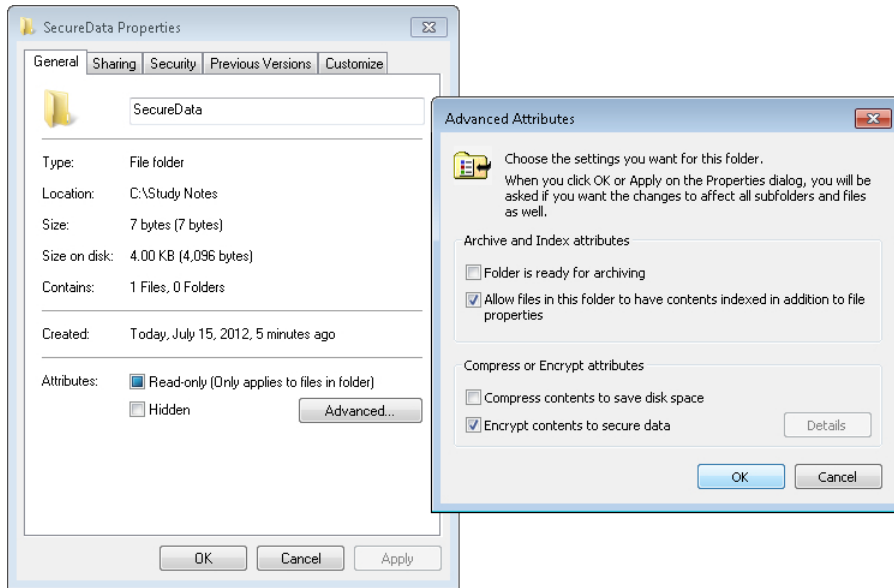 SecureData Properties
General
Sharing
Security
Previous Versions
Customize
SecureData
Type: File folder
Location: C:\Study Notes
Size: 7 bytes (7 bytes)
Size on disk: 4.00 KB (4,096 bytes)
Contains: 1 Files, 0 Folders
Created: Today, July 15, 2012, 5 minutes ago
Attributes: Read-only (Only applies to files in folder)
Hidden
Advanced...
OK
Cancel
Apply
Advanced Attributes
Choose the settings you want for this folder.
When you click OK or Apply on the Properties dialog, you will be
asked if you want the changes to affect all subfolders and files
as well.
Archive and Index attributes
Folder is ready for archiving
Allow files in this folder to have contents indexed in addition to file
properties
Compress or Encrypt attributes
Compress contents to save disk space
Encrypt contents to secure data
Details
OK
Cancel